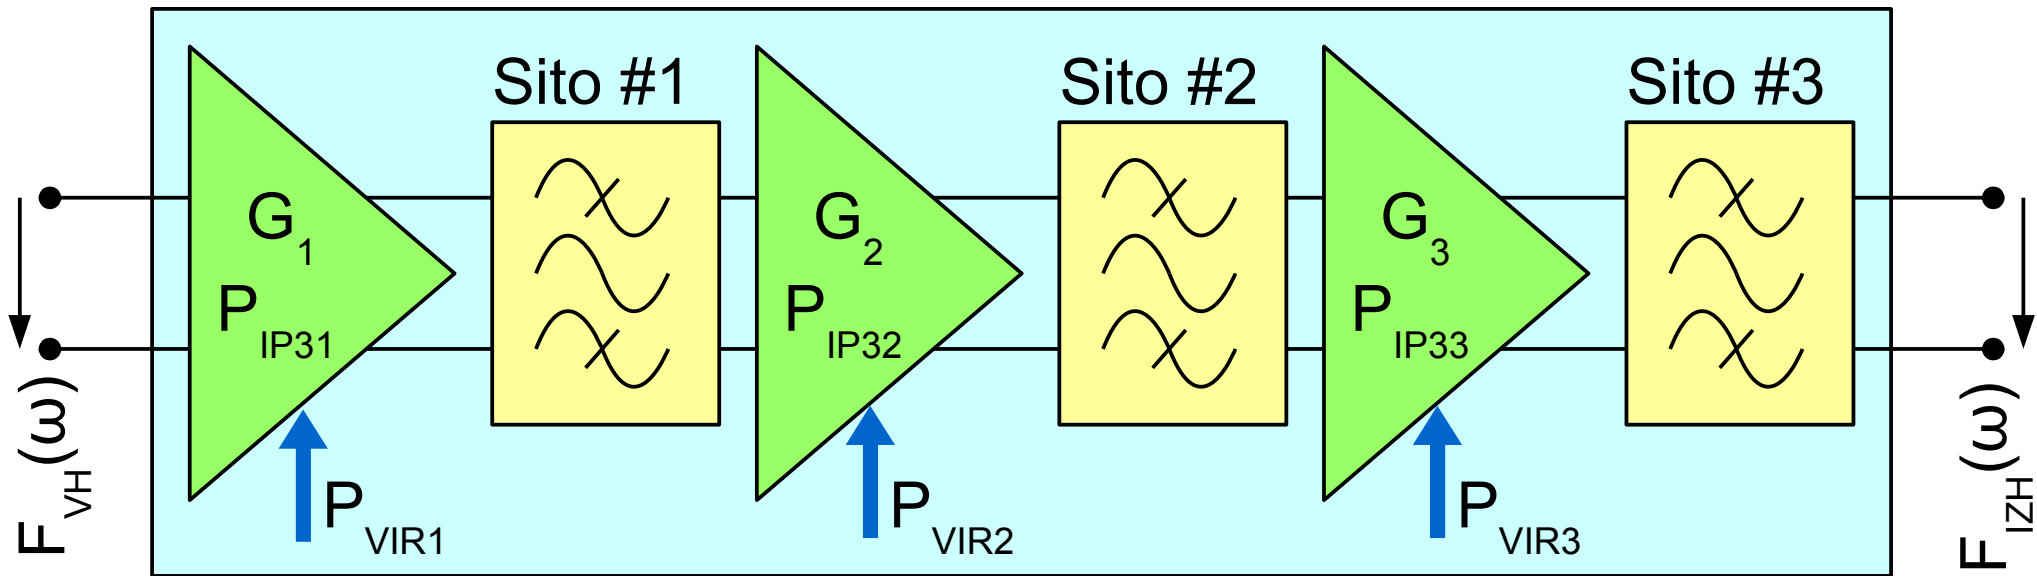 Sito #1
Sito #2
Sito #3
G1
PIP31
G2
PIP32
G3
PIP33
PVIR1
PVIR2
PVIR3
FVH(ω)
FIZH(ω)